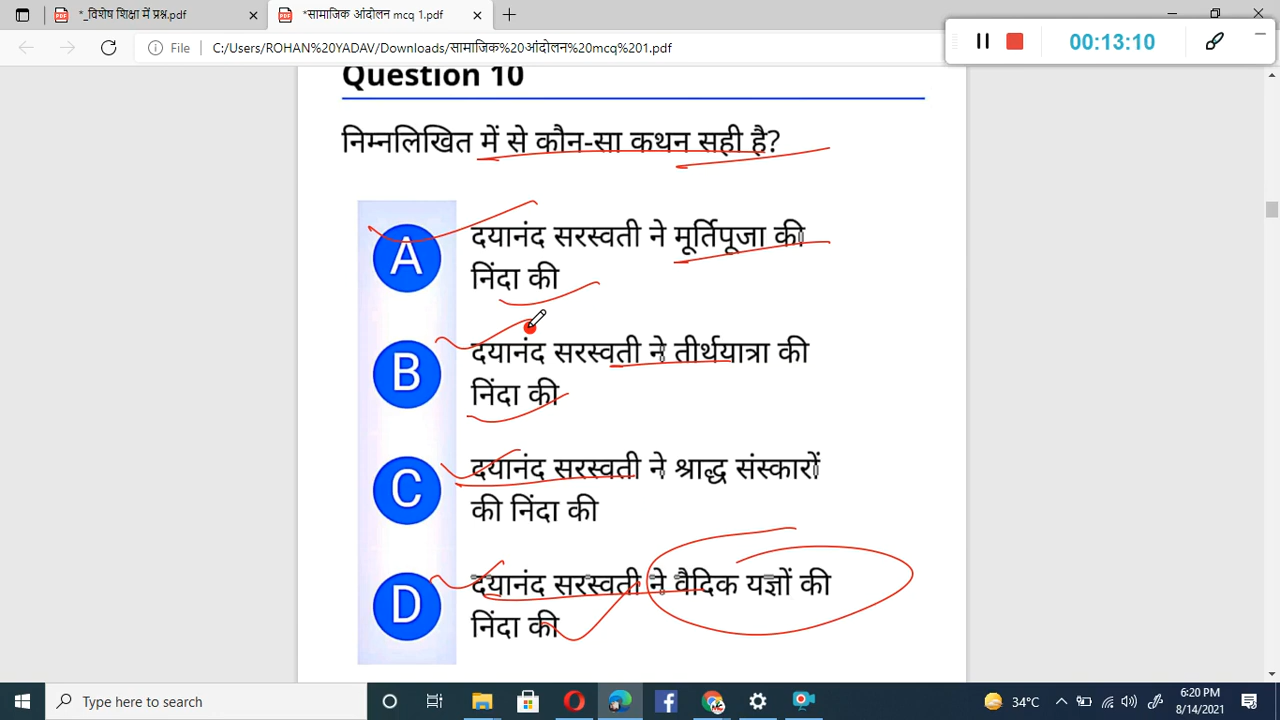 *_विशेष शिक्षा में प्रश्न.pdf
*सामाजिक आंदोलन mcq 1.pdf
File
C:/Users/ROHAN%20YADAV/Downloads/सामाजिक%20आंदोलन%20mcq%201.pdf
00:13:10
Question 10
निम्नलिखित में से कौन-सा कथन सही है?
A
दयानंद सरस्वती ने मूर्तिपूजा की
निंदा की
B
दयानंद सरस्वती ने तीर्थयात्रा की
निंदा की
C
दयानंद सरस्वती ने श्राद्ध संस्कारों
की निंदा की
D
दयानंद सरस्वती ने वैदिक यज्ञों की
निंदा की
Type here to search
34°C
6:20 PM
8/14/2021